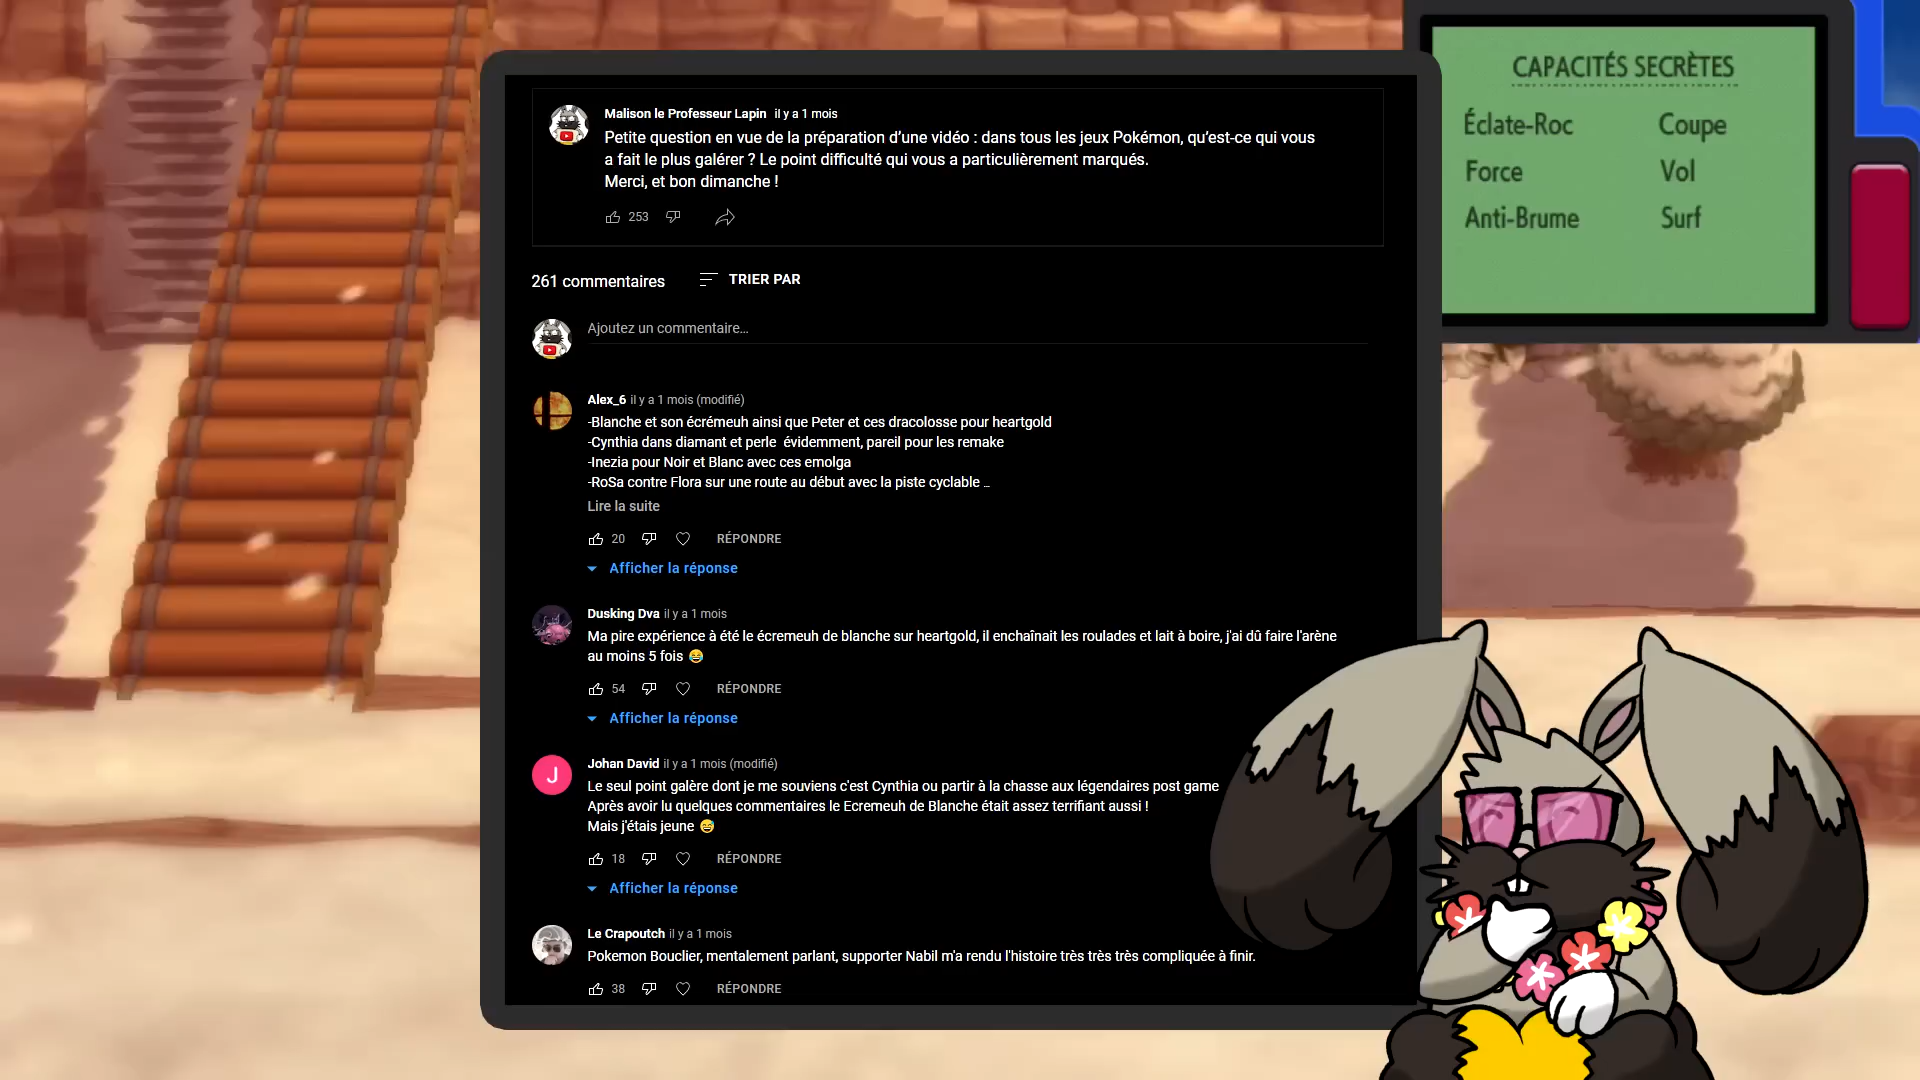 CAPACITÉS SECRÈTES
Éclate-Roc Coupe
Force Vol
Anti-Brume Surf
Malison le Professeur Lapin il y a 1 mois
Petite question en vue de la préparation d’une vidéo : dans tous les jeux Pokémon, qu’est-ce qui vous
a fait le plus galérer ? Le point difficulté qui vous a particulièrement marqués.
Merci, et bon dimanche !
253
261 commentaires TRIER PAR
Ajoutez un commentaire...
Alex_6 il y a 1 mois (modifié)
-Blanche et son écrémeuh ainsi que Peter et ces dracolosse pour heartgold
-Cynthia dans diamant et perle évidemment, pareil pour les remake
-Inezia pour Noir et Blanc avec ces emolga
-RoSa contre Flora sur une route au début avec la piste cyclable ...
Lire la suite
20 RÉPONDRE
Afficher la réponse
Dusking Dva il y a 1 mois
Ma pire expérience à été le écremeuh de blanche sur heartgold, il enchaînait les roulades et lait à boire, j'ai dû faire l'arène
au moins 5 fois 😂
54 RÉPONDRE
Afficher la réponse
J
Johan David il y a 1 mois (modifié)
Le seul point galère dont je me souviens c'est Cynthia ou partir à la chasse aux légendaires post game
Après avoir lu quelques commentaires le Ecremeuh de Blanche était assez terrifiant aussi !
Mais j'étais jeune 😅
18 RÉPONDRE
Afficher la réponse
Le Crapoutch il y a 1 mois
Pokemon Bouclier, mentalement parlant, supporter Nabil m'a rendu l'histoire très très très compliquée à finir.
38 RÉPONDRE